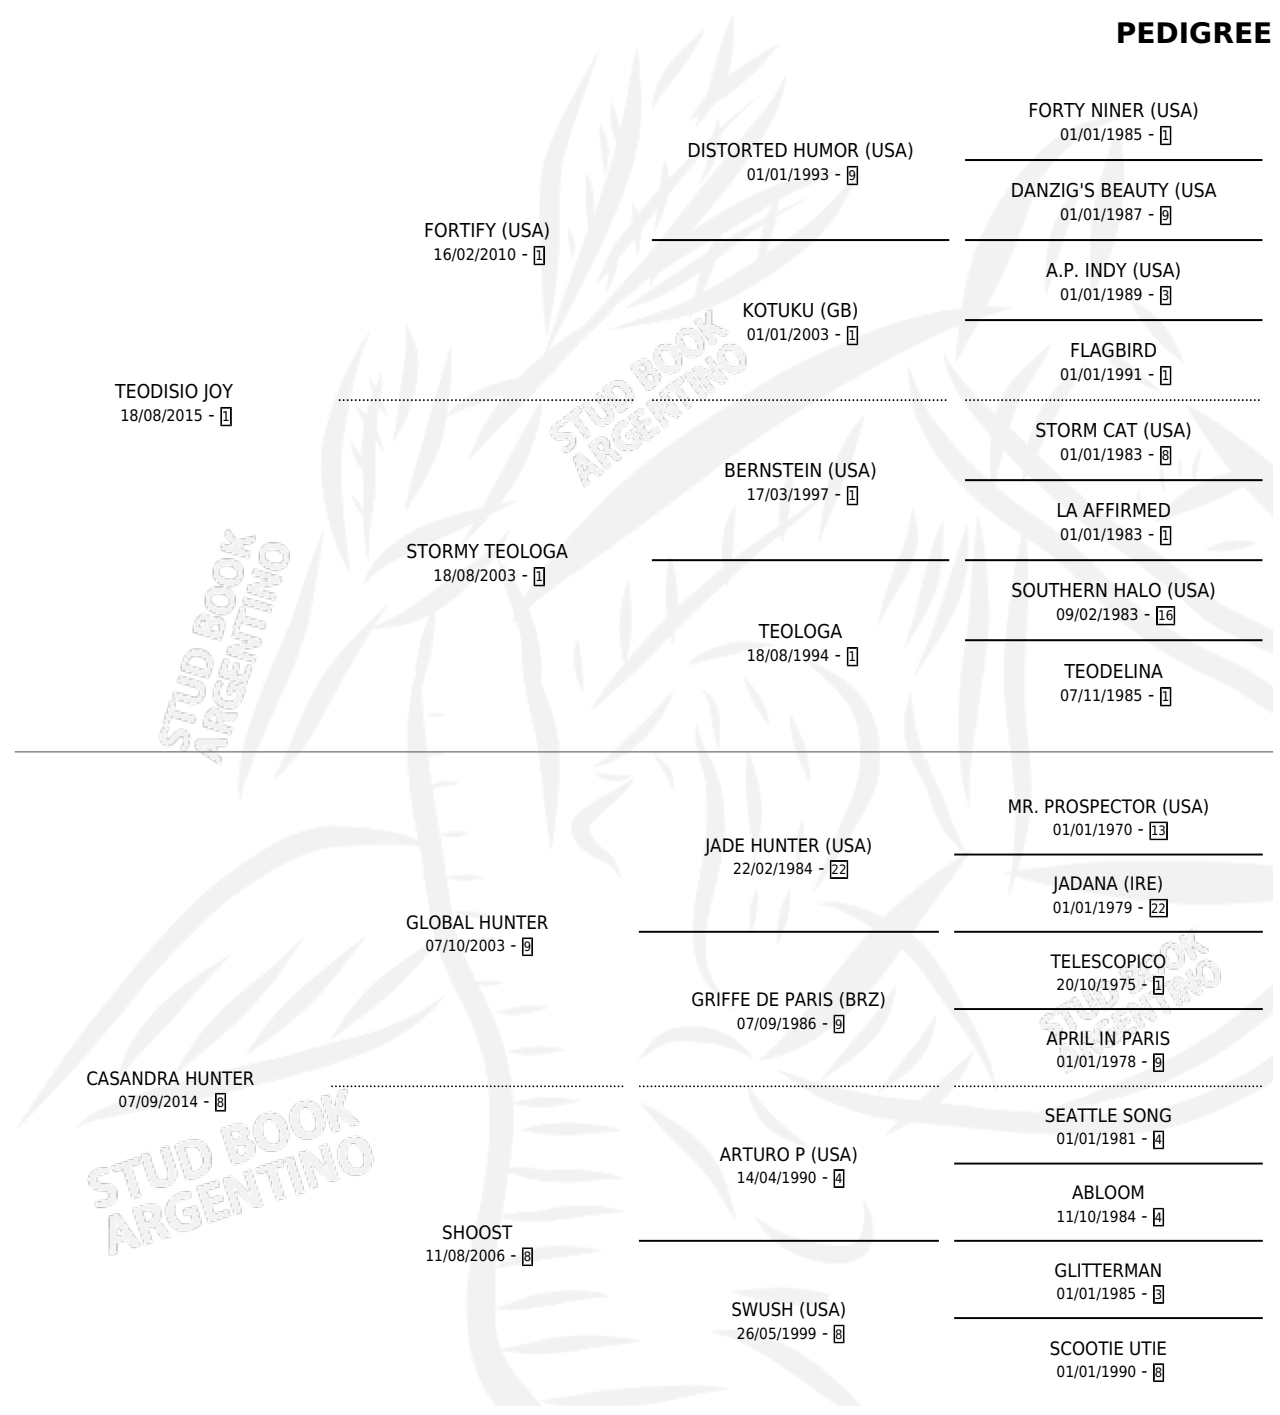 PEDIGREE
FORTY NINER (USA)
01/01/1985 - 1
DISTORTED HUMOR (USA)
01/01/1993 - 9
DANZIG'S BEAUTY (USA
01/01/1987 - 9
FORTIFY (USA)
16/02/2010 - 1
A.P. INDY (USA)
01/01/1989 - 3
KOTUKU (GB)
01/01/2003 - 1
FLAGBIRD
01/01/1991 - 1
TEODISIO JOY
18/08/2015 - 1
STORM CAT (USA)
01/01/1983 - 8
BERNSTEIN (USA)
17/03/1997 - 1
LA AFFIRMED
01/01/1983 - 1
STORMY TEOLOGA
18/08/2003 - 1
SOUTHERN HALO (USA)
09/02/1983 - 16
TEOLOGA
18/08/1994 - 1
TEODELINA
07/11/1985 - 1
MR. PROSPECTOR (USA)
01/01/1970 - 13
JADE HUNTER (USA)
22/02/1984 - 22
JADANA (IRE)
01/01/1979 - 22
GLOBAL HUNTER
07/10/2003 - 9
TELESCOPICO
20/10/1975 - 1
GRIFFE DE PARIS (BRZ)
07/09/1986 - 9
APRIL IN PARIS
01/01/1978 - 9
CASANDRA HUNTER
07/09/2014 - 8
SEATTLE SONG
01/01/1981 - 4
ARTURO P (USA)
14/04/1990 - 4
ABLOOM
11/10/1984 - 4
SHOOST
11/08/2006 - 8
GLITTERMAN
01/01/1985 - 3
SWUSH (USA)
26/05/1999 - 8
SCOOTIE UTIE
01/01/1990 - 8
STUD BOOK
ARGENTINO
STUD BOOK
ARGENTINO
STUD BOOK
ARGENTINO
STUD BOOK
ARGENTINO